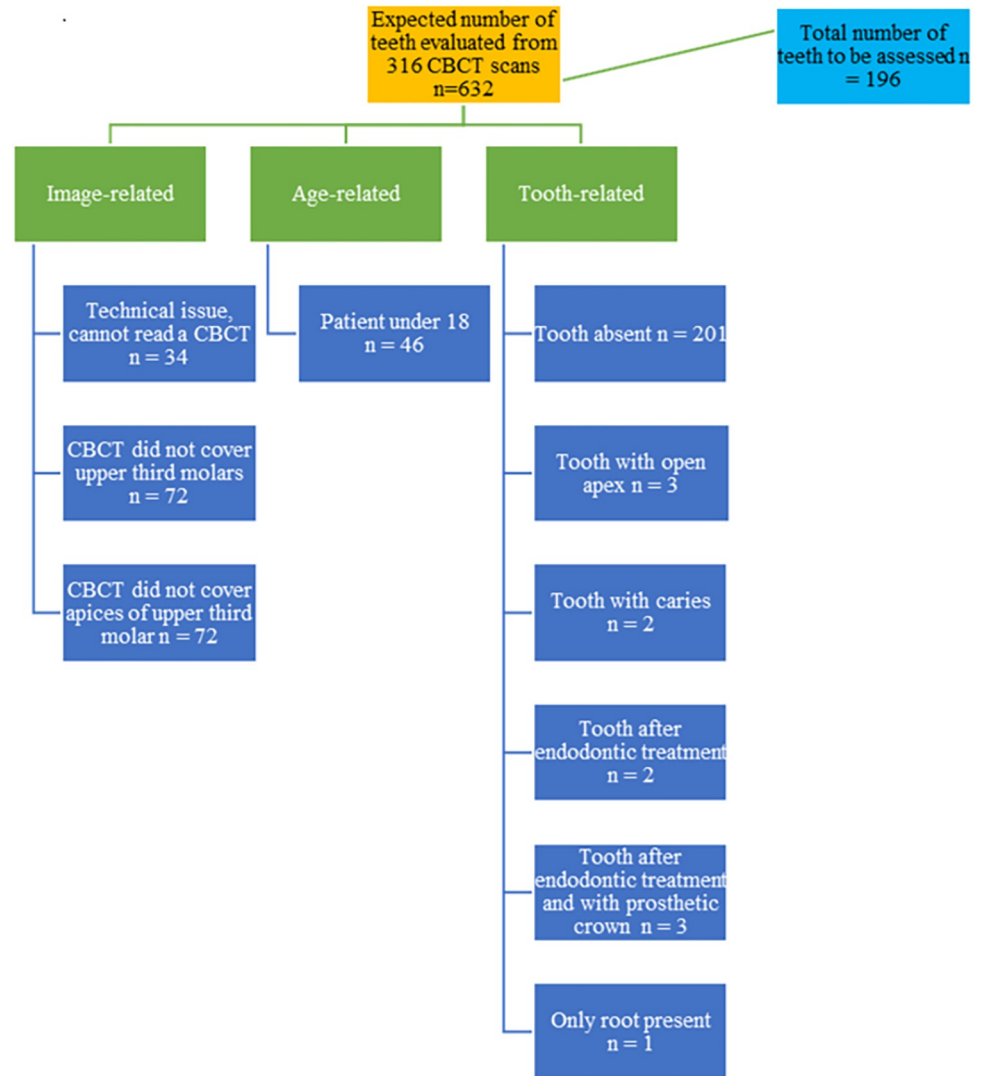 Expected number of
teeth evaluated from
316 CBCT scans
n=632
Total number of
teeth to be assessed n
= 196
Image-related
Age-related
Tooth-related
Technical issue,
cannot read a CBCT
n = 34
CBCT did not cover
upper third molars
n = 72
CBCT did not cover
apices of upper third
molar n = 72
Patient under 18
n = 46
Tooth absent n = 201
Tooth with open
apex n = 3
Tooth with caries
n = 2
Tooth after
endodontic treatment
n = 2
Tooth after
endodontic treatment
and with prosthetic
crown n = 3
Only root present
n = 1